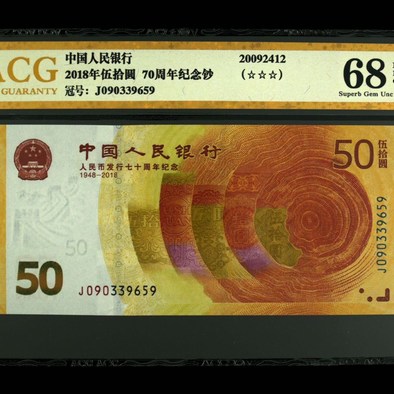 ACG
GUARANTY
中国人民银行
2018年伍拾圆 70周年纪念钞
冠号: J090339659
20092412
(☆☆☆)
68
Superb Gem Unc
中国人民银行
人民币发行七十周年纪念
1948-2018
50 伍拾圆
J090339659
50
50
J090339659